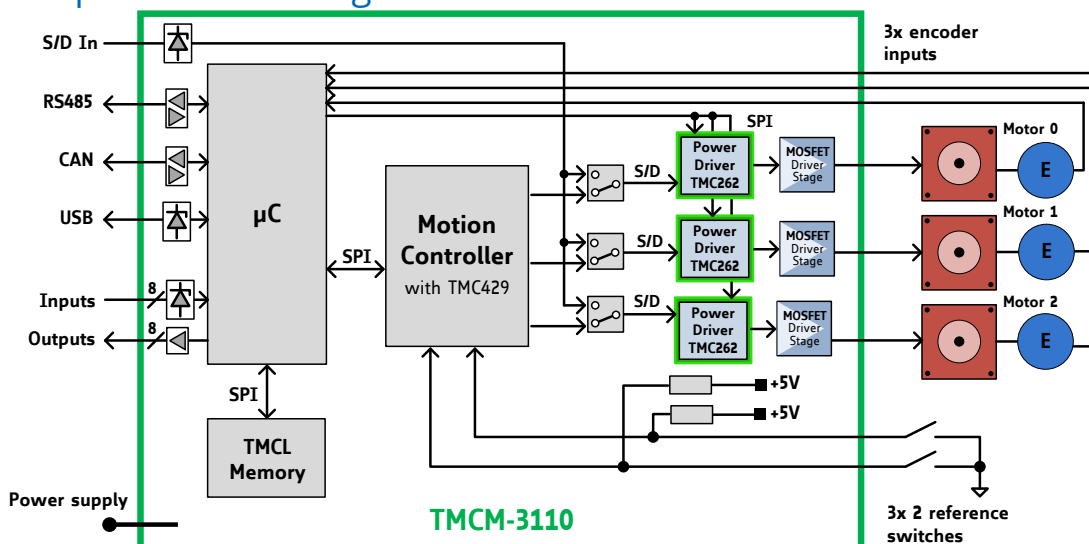 S/D In
3x encoder
inputs
RS485
SPI
Motor 0
Power
Driver
TMC262
MOSFET
Driver
Stage
CAN
S/D
E
µC
Motion
Controller
with TMC429
USB
Motor 1
S/D
Power
Driver
TMC262
MOSFET
Driver
Stage
E
SPI
Inputs
8
S/D
Motor 2
Power
Driver
TMC262
MOSFET
Driver
Stage
Outputs
8
E
SPI
+5V
+5V
TMCL
Memory
Power supply
TMCM-3110
3x 2 reference
switches